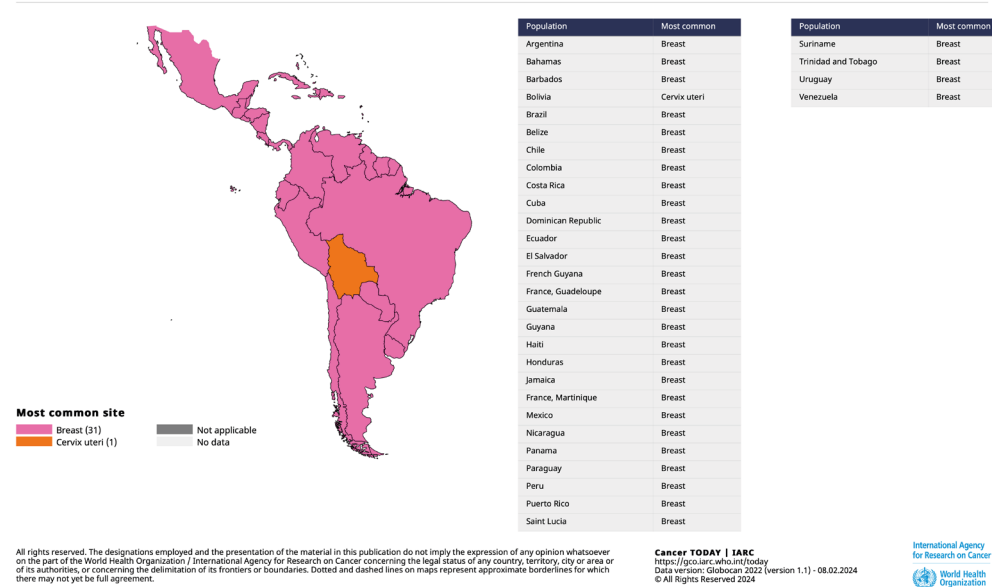 Population Most common
Argentina Breast
Bahamas Breast
Barbados Breast
Bolivia Cervix uteri
Brazil Breast
Belize Breast
Chile Breast
Colombia Breast
Costa Rica Breast
Cuba Breast
Dominican Republic Breast
Ecuador Breast
El Salvador Breast
French Guyana Breast
France, Guadeloupe Breast
Guatemala Breast
Guyana Breast
Haiti Breast
Honduras Breast
Jamaica Breast
France, Martinique Breast
Mexico Breast
Nicaragua Breast
Panama Breast
Paraguay Breast
Peru Breast
Puerto Rico Breast
Saint Lucia Breast
Population Most common
Suriname Breast
Trinidad and Tobago Breast
Uruguay Breast
Venezuela Breast
Most common site
Breast (31) Not applicable
Cervix uteri (1) No data
All rights reserved. The designations employed and the presentation of the material in this publication do not imply the expression of any opinion whatsoever
on the part of the World Health Organization / International Agency for Research on Cancer concerning the legal status of any country, territory, city or area or
of its authorities, or concerning the delimitation of its frontiers or boundaries. Dotted and dashed lines on maps represent approximate borderlines for which
there may not yet be full agreement.
Cancer TODAY | IARC
https://gco.iarc.who.int/today
Data version: Globocan 2022 (version 1.1) - 08.02.2024
© All Rights Reserved 2024
International Agency
for Research on Cancer
World Health
Organization